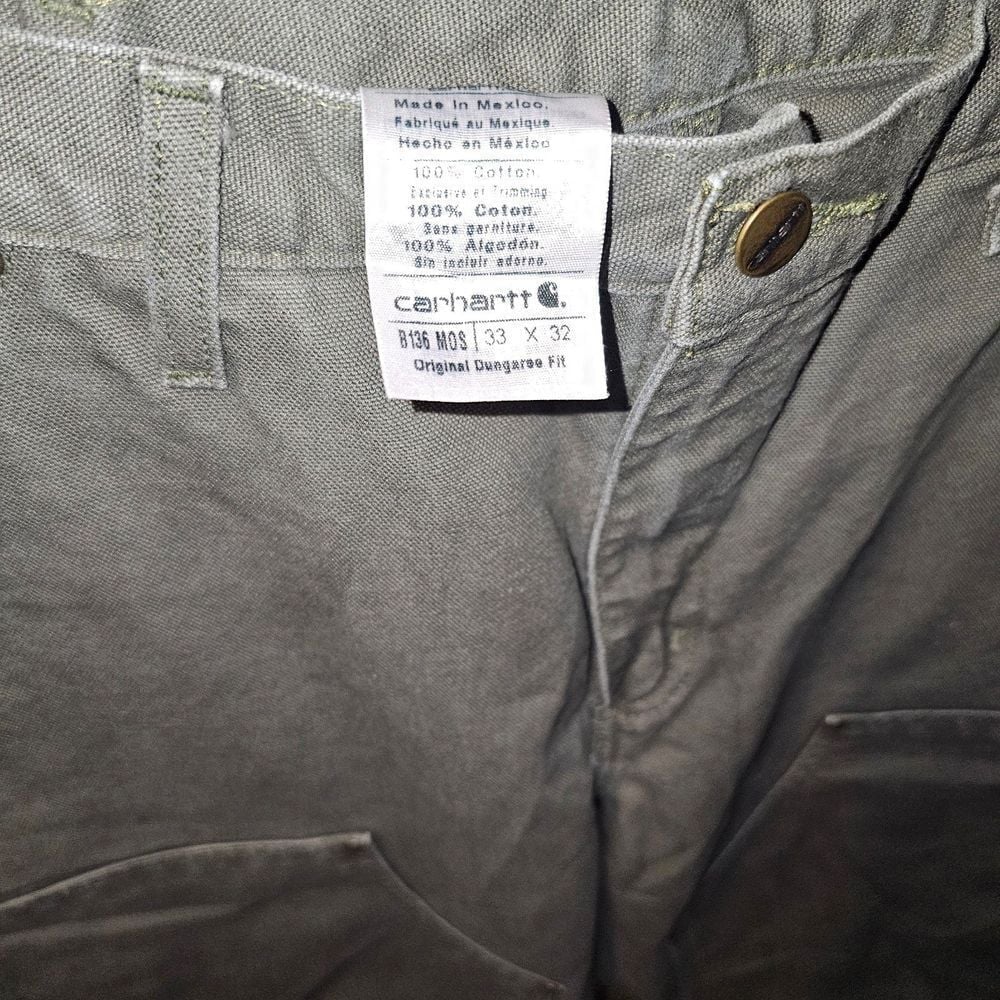 Made in Mexico.
Fabriqué au Mexique
Hecho en México
100% Cotton.
Exclusive of Trimming
100% Coton.
Sans garniture.
100% Algodón.
Sin incluir adorno.
carhartt
B136 MOS 33 X 32
Original Dungaree Fit